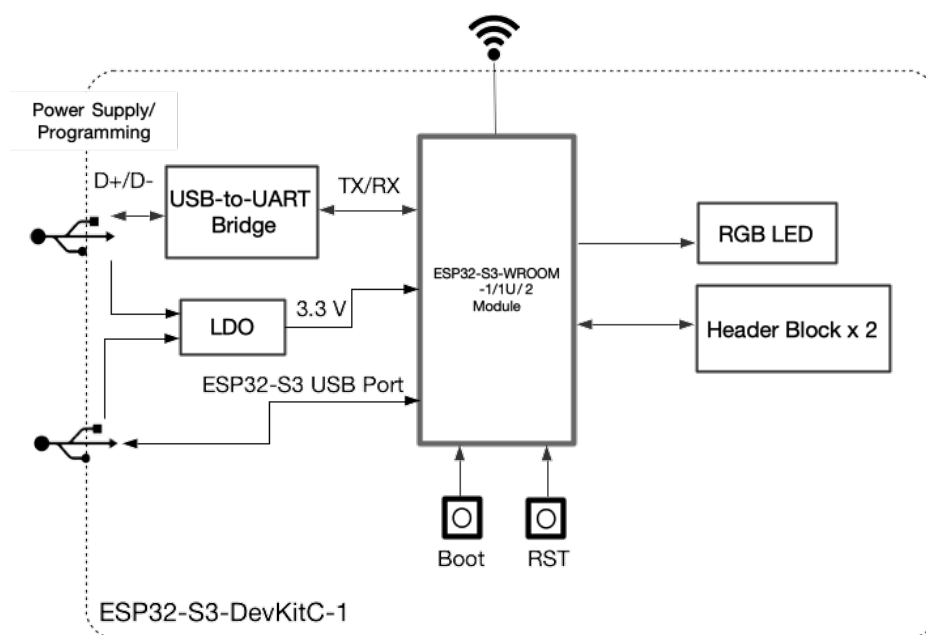 Power Supply/
Programming
D+/D-
USB-to-UART
Bridge
TX/RX
ESP32-S3-WROOM
-1/1U/2
Module
RGB LED
LDO
3.3 V
Header Block x 2
ESP32-S3 USB Port
Boot
RST
ESP32-S3-DevKitC-1